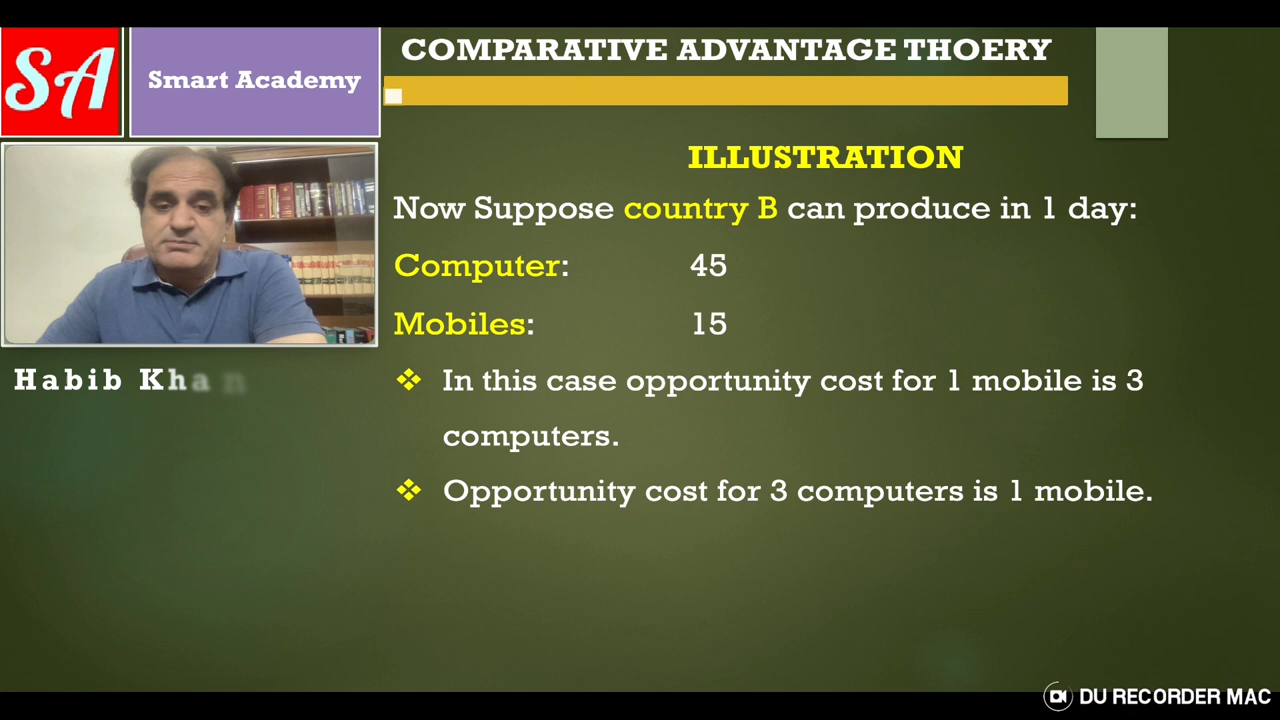 SA
Smart Academy
COMPARATIVE ADVANTAGE THOERY
ILLUSTRATION
Now Suppose country B can produce in 1 day:
Computer: 45
Mobiles: 15
❖ In this case opportunity cost for 1 mobile is 3
computers.
❖ Opportunity cost for 3 computers is 1 mobile.
Habib Khan
DU RECORDER MAC